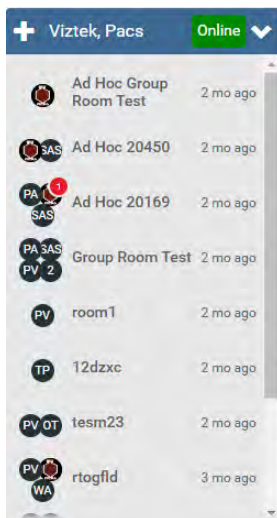 Viztek, Pacs Online
Ad Hoc Group
Room Test
2 mo ago
SAS Ad Hoc 20450 2 mo ago
PA 1
SAS
Ad Hoc 20169 2 mo ago
PA SAS
PV 2
Group Room Test 2 mo ago
PV room1 2 mo ago
TP 12dzxc 2 mo ago
PV OT tesm23 2 mo ago
PV
WA
rtogfld 3 mo ago